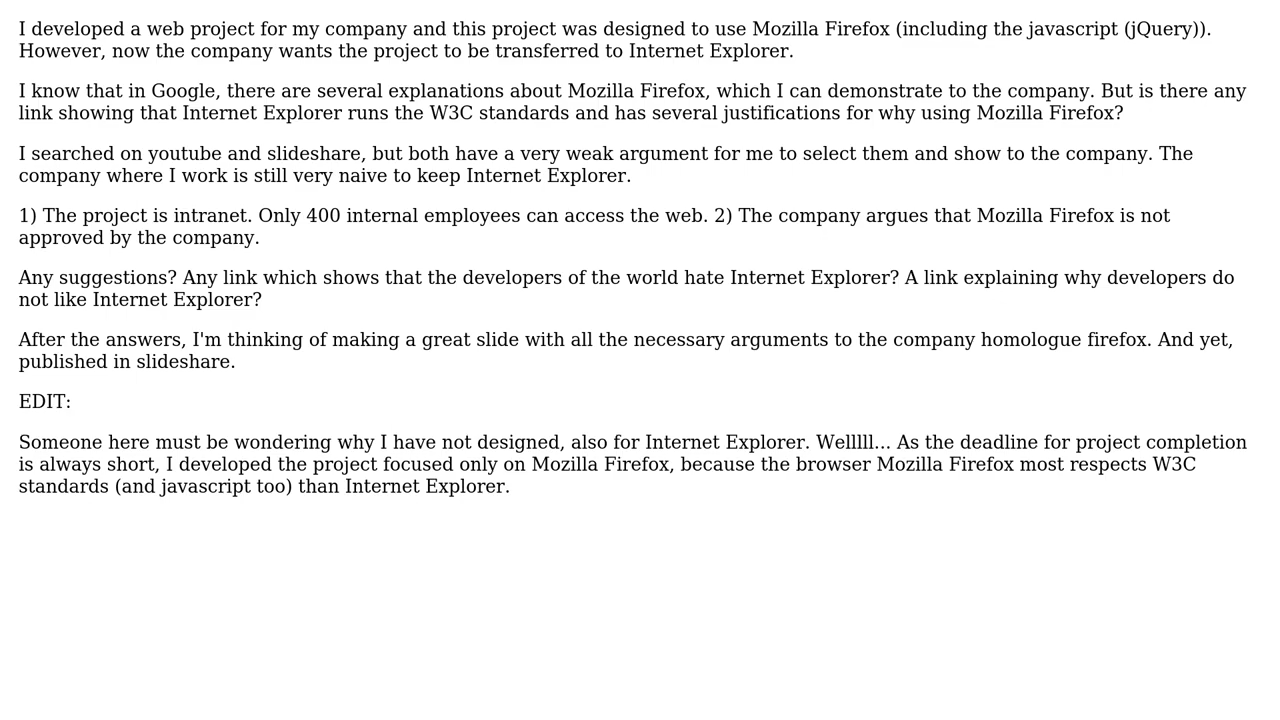 I developed a web project for my company and this project was designed to use Mozilla Firefox (including the javascript (jQuery)).
However, now the company wants the project to be transferred to Internet Explorer.
I know that in Google, there are several explanations about Mozilla Firefox, which I can demonstrate to the company. But is there any
link showing that Internet Explorer runs the W3C standards and has several justifications for why using Mozilla Firefox?
I searched on youtube and slideshare, but both have a very weak argument for me to select them and show to the company. The
company where I work is still very naive to keep Internet Explorer.
1) The project is intranet. Only 400 internal employees can access the web. 2) The company argues that Mozilla Firefox is not
approved by the company.
Any suggestions? Any link which shows that the developers of the world hate Internet Explorer? A link explaining why developers do
not like Internet Explorer?
After the answers, I'm thinking of making a great slide with all the necessary arguments to the company homologue firefox. And yet,
published in slideshare.
EDIT:
Someone here must be wondering why I have not designed, also for Internet Explorer. Welllll... As the deadline for project completion
is always short, I developed the project focused only on Mozilla Firefox, because the browser Mozilla Firefox most respects W3C
standards (and javascript too) than Internet Explorer.